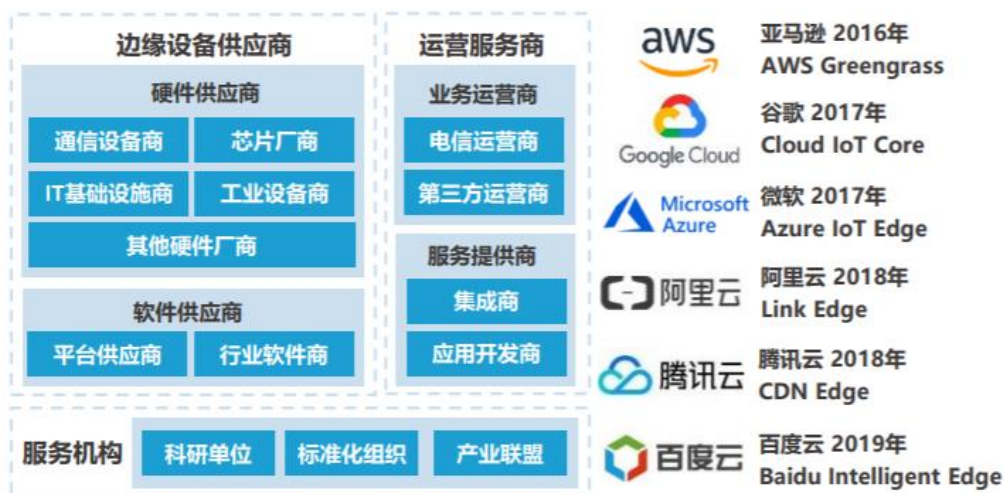 边缘设备供应商
硬件供应商
通信设备商
芯片厂商
IT基础设施商
工业设备商
其他硬件厂商
软件供应商
平台供应商
行业软件商
运营服务商
业务运营商
电信运营商
第三方运营商
服务提供商
集成商
应用开发商
服务机构
科研单位
标准化组织
产业联盟
aws
亚马逊 2016年
AWS Greengrass
Google Cloud
谷歌 2017年
Cloud IoT Core
Microsoft
Azure
微软 2017年
Azure IoT Edge
阿里云
阿里云 2018年
Link Edge
腾讯云
腾讯云 2018年
CDN Edge
百度云
百度云 2019年
Baidu Intelligent Edge